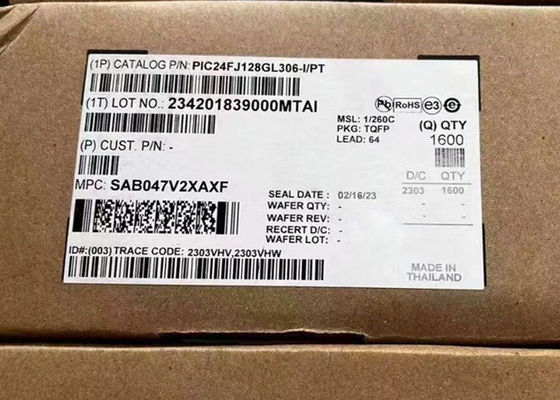 (1P) CATALOG P/N: PIC24FJ128GL306-I/PT
(1T) LOT NO.: 234201839000MTAI
Pb RoHS e3 e
MSL: 1/260C
PKG: TQFP
LEAD: 64
(Q) QTY
1600
(P) CUST. P/N: -
D/C QTY
2303 1600
MPC: SAB047V2XAXF
SEAL DATE : 02/16/23
WAFER QTY: -
WAFER REV: -
RECERT D/C: -
WAFER LOT: -
ID#:(003) TRACE CODE: 2303VHV,2303VHW
MADE IN
THAILAND